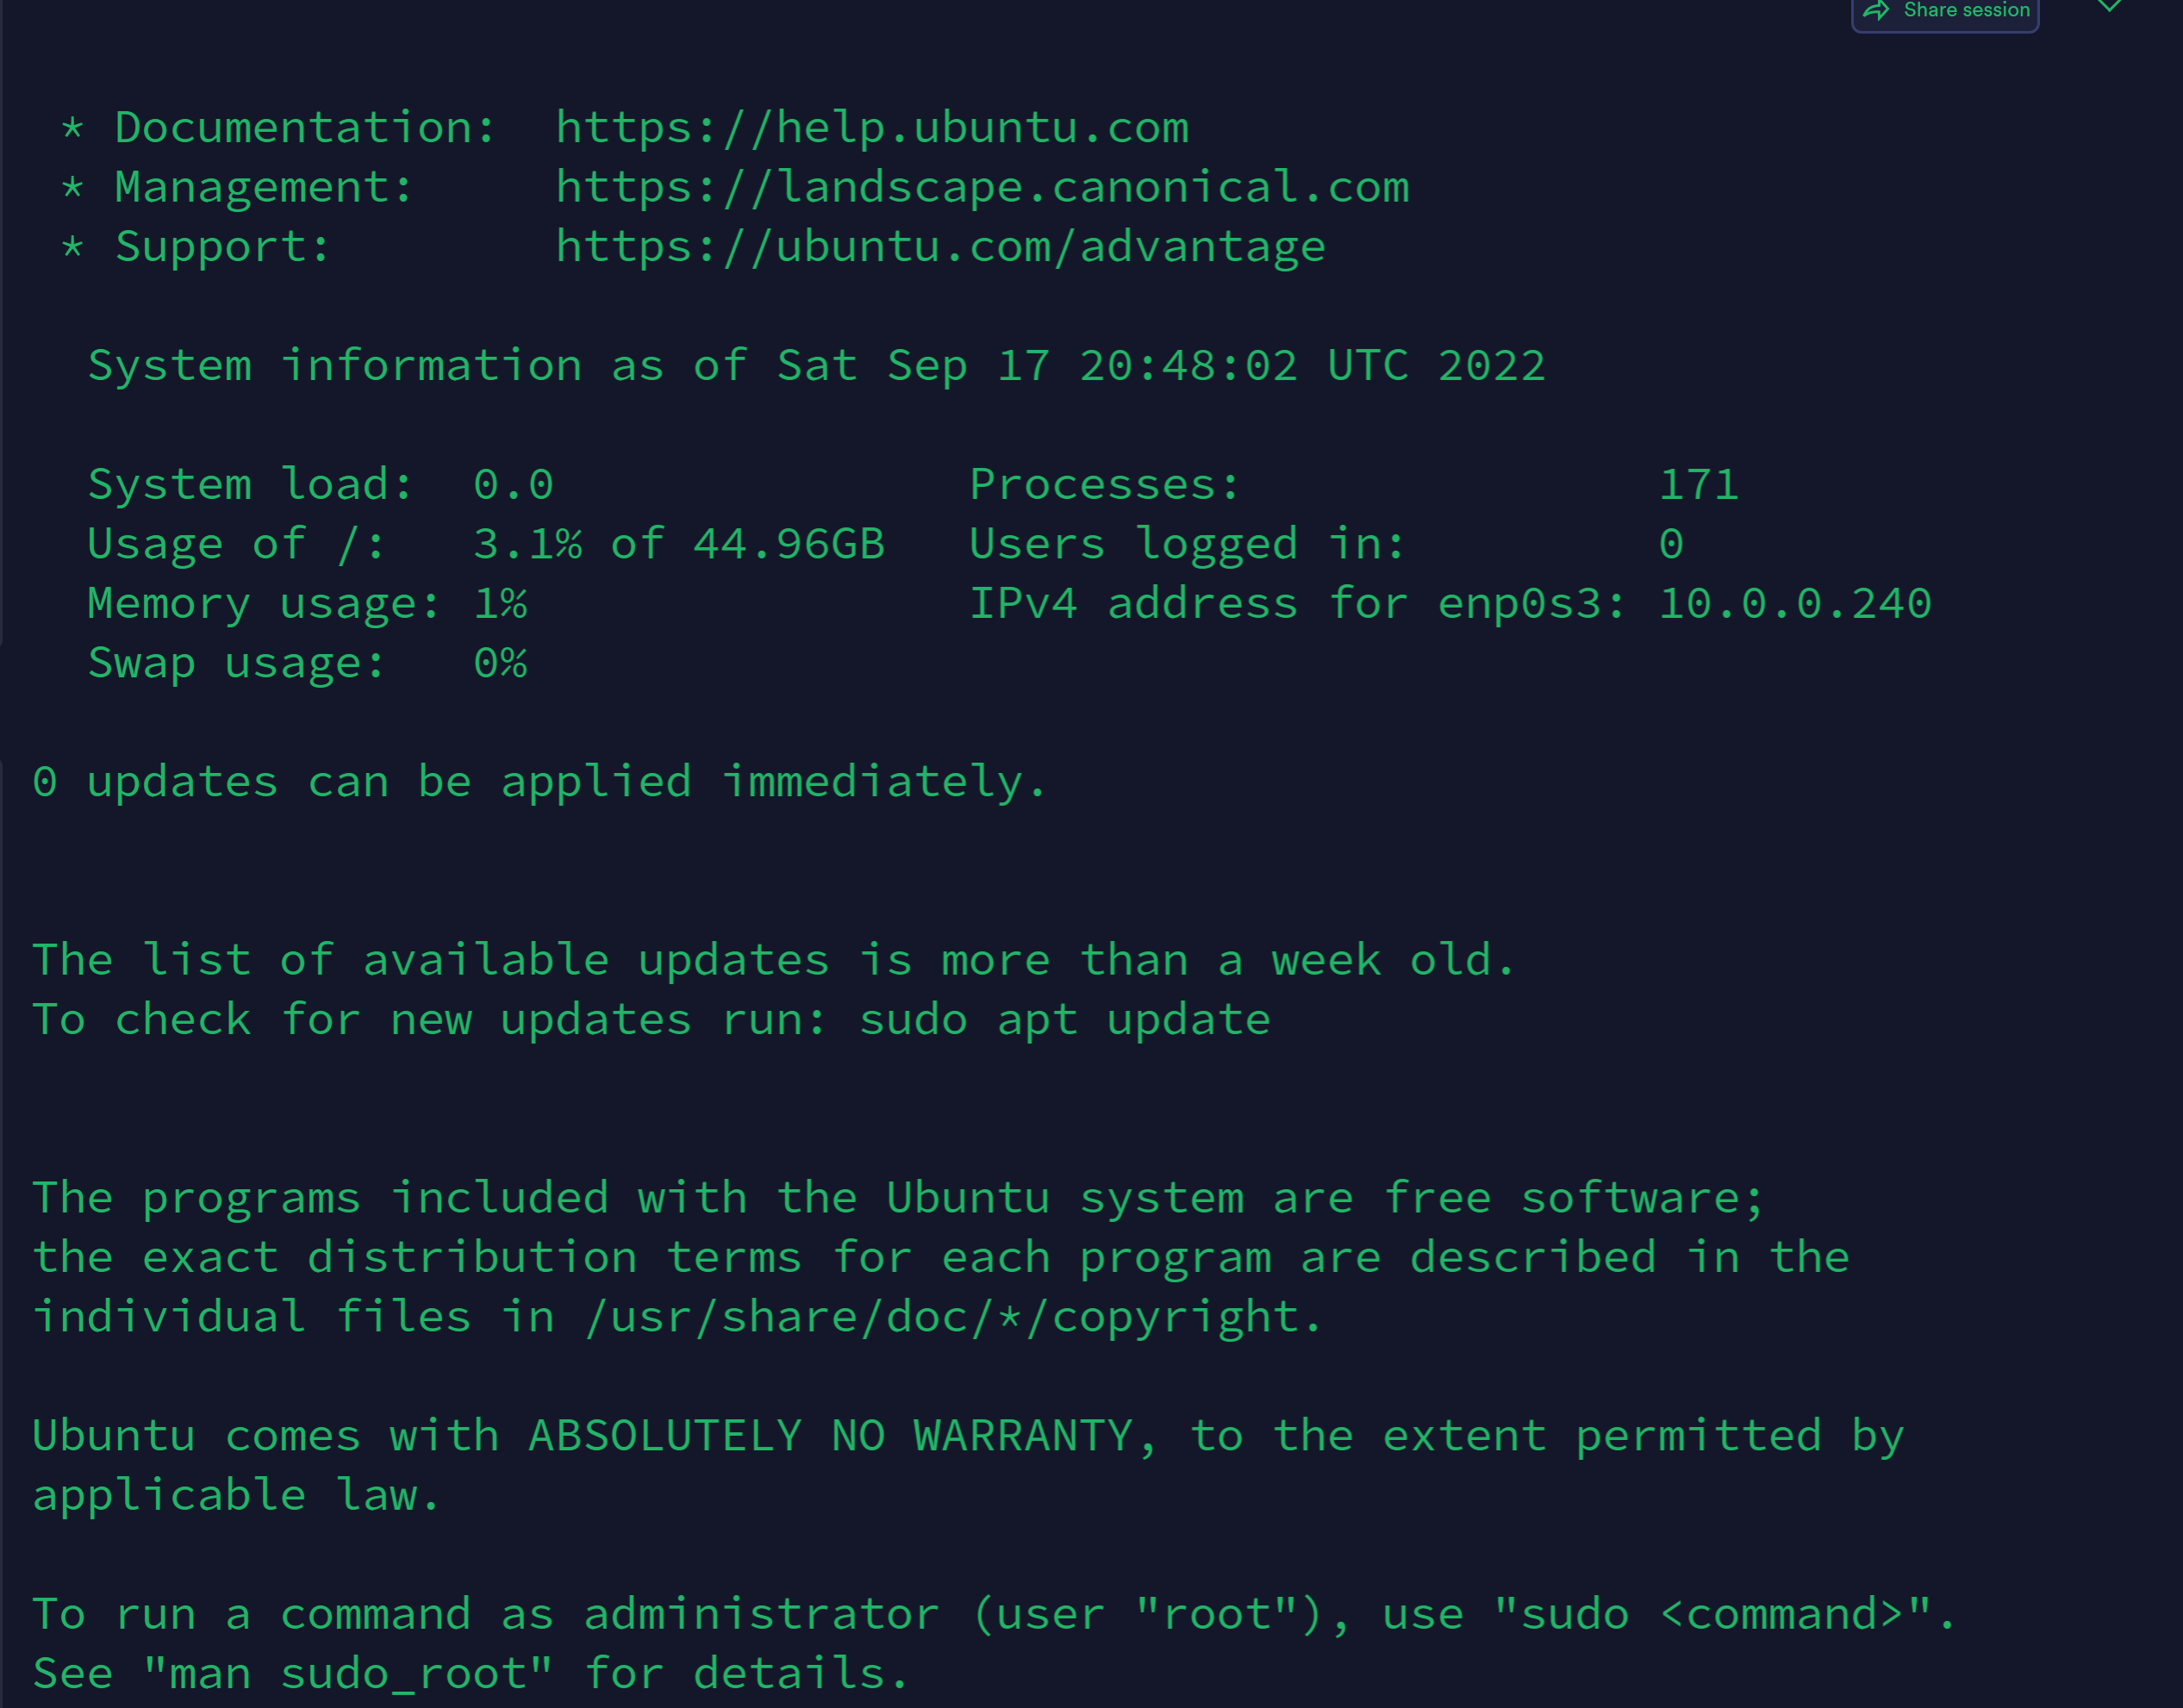 Share session
 * Documentation:  https://help.ubuntu.com
 * Management:     https://landscape.canonical.com
 * Support:        https://ubuntu.com/advantage
  System information as of Sat Sep 17 20:48:02 UTC 2022
  System load:  0.0               Processes:               171
  Usage of /:   3.1% of 44.96GB   Users logged in:         0
  Memory usage: 1%                IPv4 address for enp0s3: 10.0.0.240
  Swap usage:   0%
0 updates can be applied immediately.
The list of available updates is more than a week old.
To check for new updates run: sudo apt update
The programs included with the Ubuntu system are free software;
the exact distribution terms for each program are described in the
individual files in /usr/share/doc/*/copyright.
Ubuntu comes with ABSOLUTELY NO WARRANTY, to the extent permitted by
applicable law.
To run a command as administrator (user "root"), use "sudo <command>".
See "man sudo_root" for details.